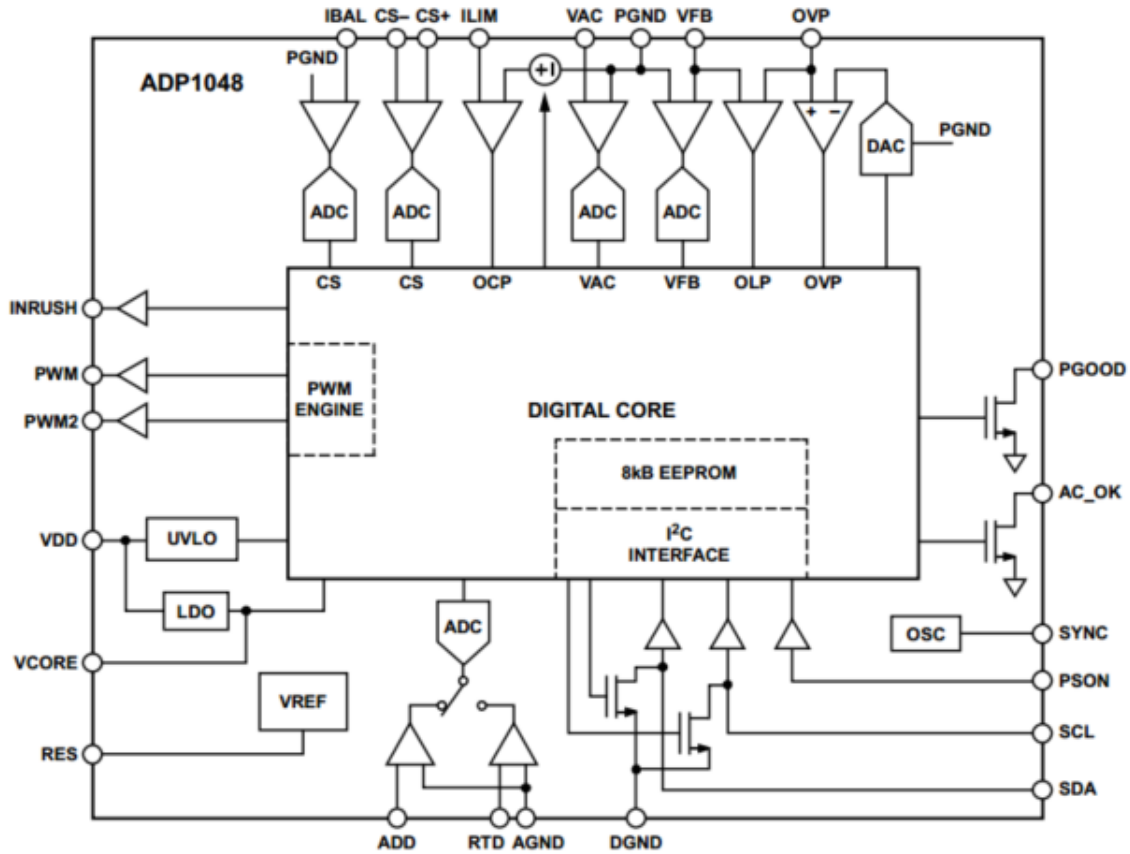 IBAL CS– CS+ ILIM VAC PGND VFB OVP
PGND
ADP1048
+I
+ –
DAC
PGND
ADC ADC ADC ADC
CS CS OCP VAC VFB OLP OVP
INRUSH
PWM
PWM2
PWM
ENGINE
DIGITAL CORE
PGOOD
8kB EEPROM
AC_OK
I²C
INTERFACE
VDD
UVLO
LDO
ADC
OSC
SYNC
VCORE
VREF
PSON
RES
SCL
SDA
ADD RTD AGND DGND